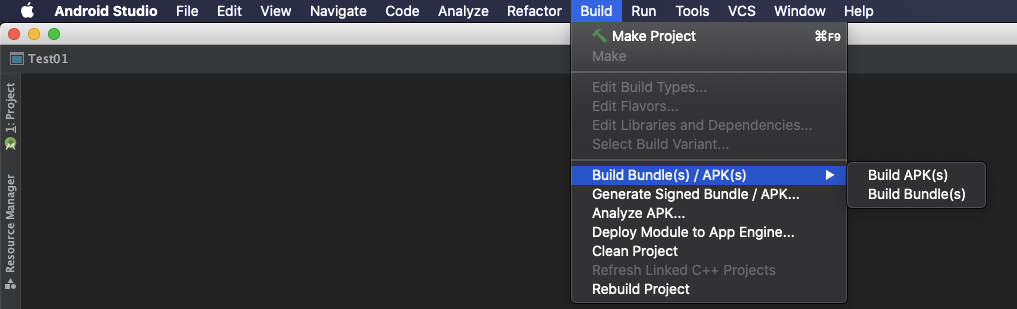 Android Studio File Edit View Navigate Code Analyze Refactor Build Run Tools VCS Window Help
Make Project ⌘F9
Make
Test01
Edit Build Types...
Edit Flavors...
Edit Libraries and Dependencies...
Select Build Variant...
Build Bundle(s) / APK(s)
Build APK(s)
Generate Signed Bundle / APK...
Build Bundle(s)
Analyze APK...
Deploy Module to App Engine...
Clean Project
Refresh Linked C++ Projects
Rebuild Project
1: Project
Resource Manager